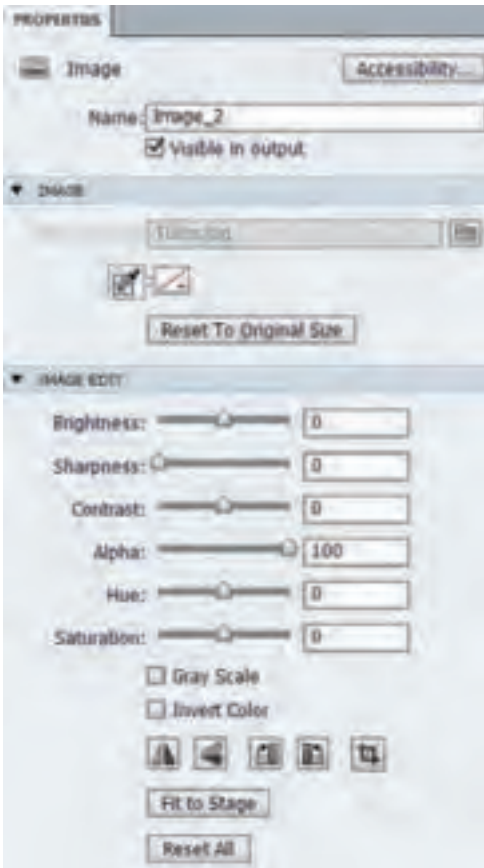 PROPERTIES
Image Accessibility...
Name: Image_2
Visible in output
IMAGE
Reset To Original Size
IMAGE EDIT
Brightness: 0
Sharpness: 0
Contrast: 0
Alpha: 100
Hue: 0
Saturation: 0
Gray Scale
Invert Color
Fit to Stage
Reset All